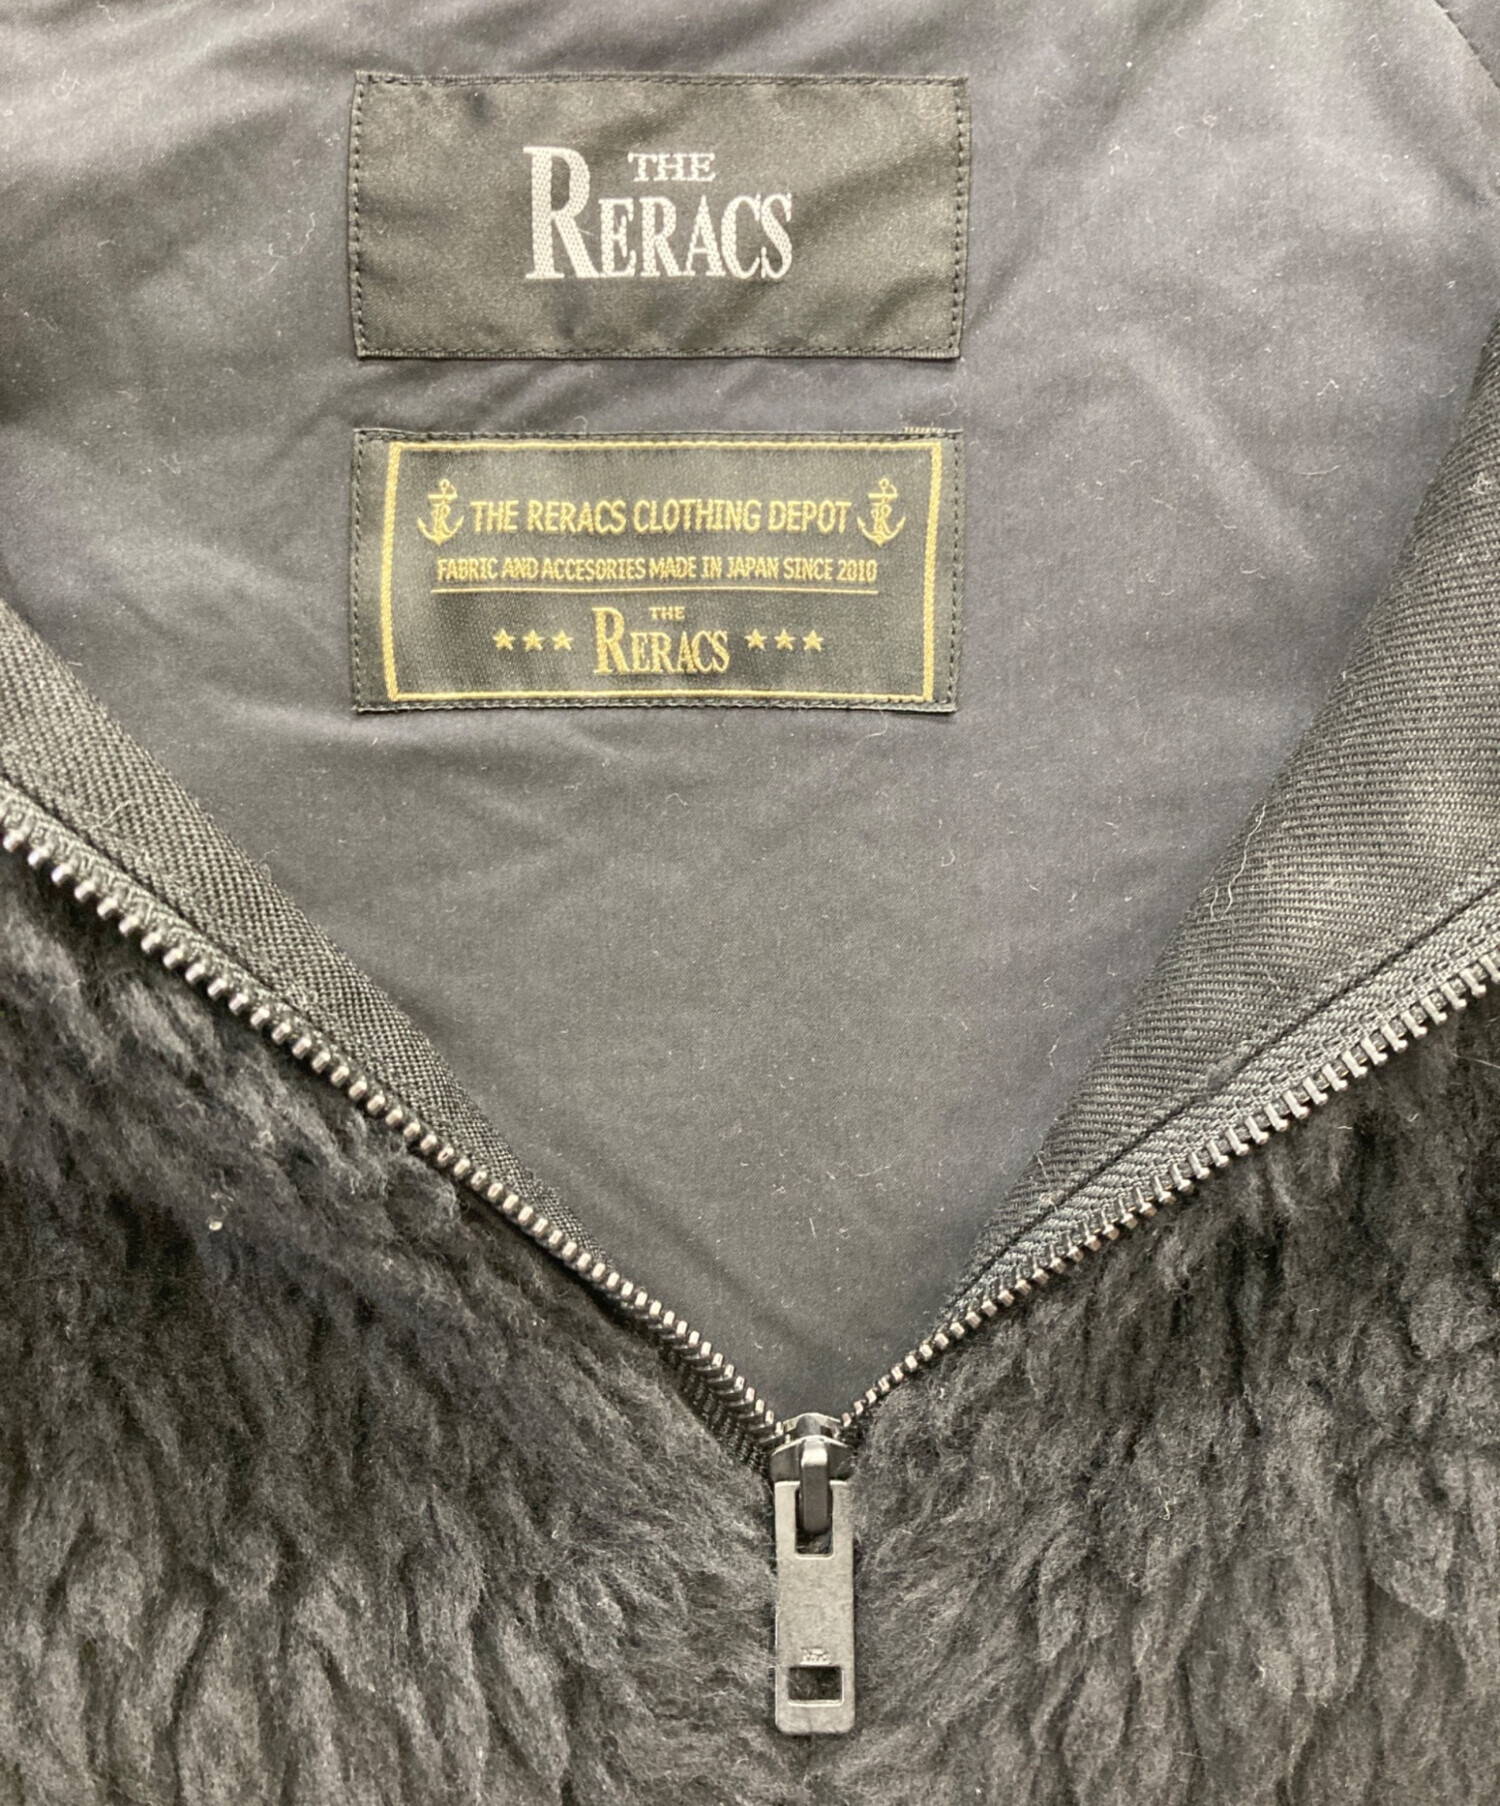 THE
RERACS
THE RERACS CLOTHING DEPOT
FABRIC AND ACCESORIES MADE IN JAPAN SINCE 2010
THE
★★★ RERACS ★★★